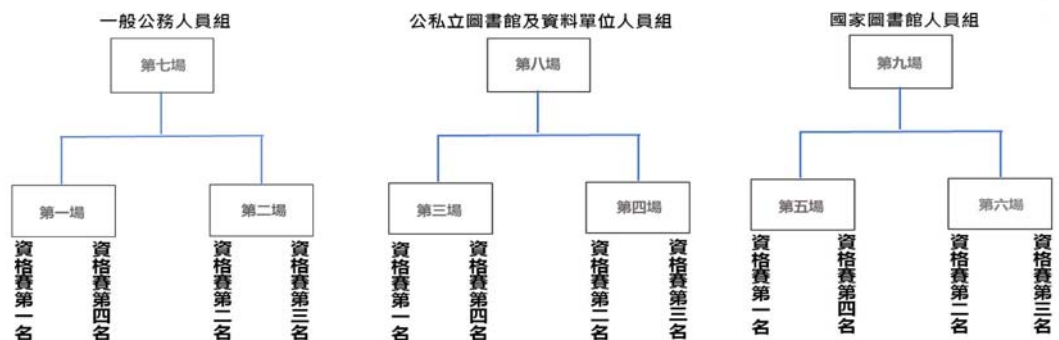 一般公務人員組
第七場
第一場
第二場
資格賽第一名
資格賽第四名
資格賽第二名
資格賽第三名
公私立圖書館及資料單位人員組
第八場
第三場
第四場
資格賽第一名
資格賽第四名
資格賽第二名
資格賽第三名
國家圖書館人員組
第九場
第五場
第六場
資格賽第一名
資格賽第四名
資格賽第二名
資格賽第三名